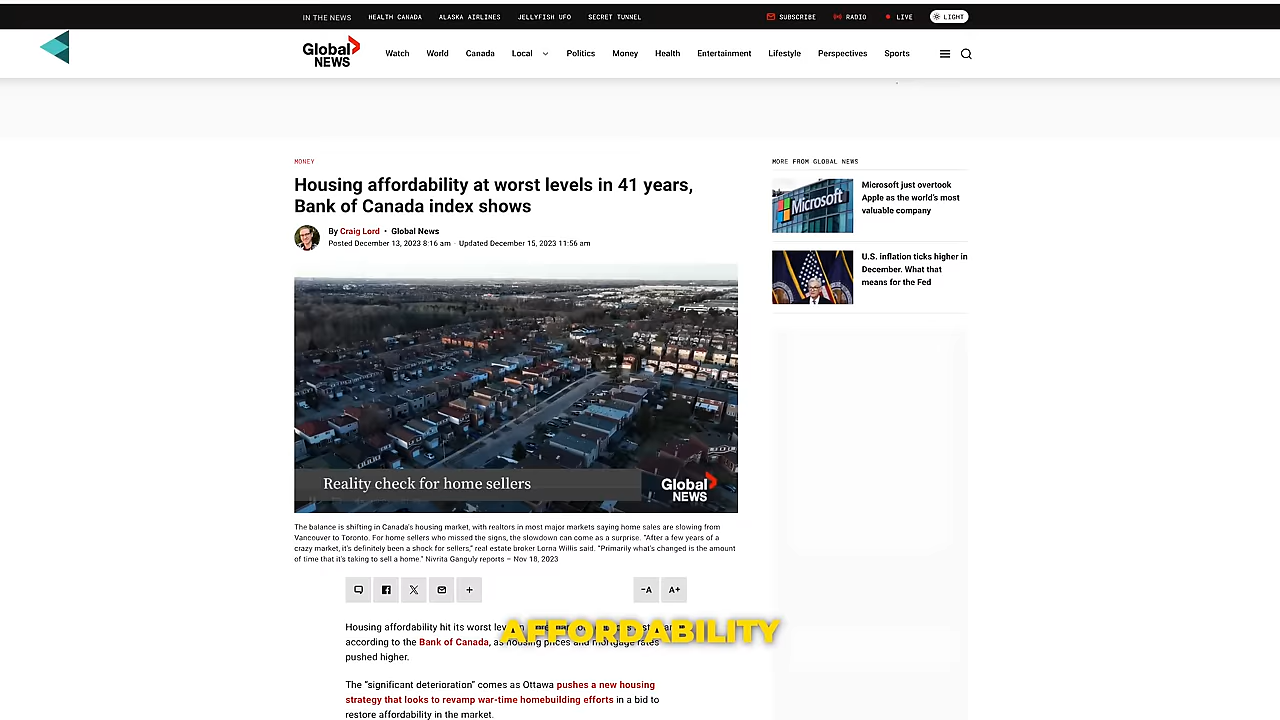 IN THE NEWS HEALTH CANADA ALASKA AIRLINES JELLYFISH UFO SECRET TUNNEL SUBSCRIBE RADIO LIVE LIGHT
Global NEWS Watch World Canada Local Politics Money Health Entertainment Lifestyle Perspectives Sports
MONEY
Housing affordability at worst levels in 41 years,
Bank of Canada index shows
By Craig Lord • Global News
Posted December 13, 2023 8:16 am · Updated December 15, 2023 11:56 am
Reality check for home sellers
Global
NEWS
The balance is shifting in Canada's housing market, with realtors in most major markets saying home sales are slowing from
Vancouver to Toronto. For home sellers who missed the signs, the slowdown can come as a surprise. "After a few years of a
crazy market, it's definitely been a shock for sellers," real estate broker Lorna Willis said. "Primarily what's changed is the amount
of time that it's taking to sell a home." Nivrita Ganguly reports – Nov 18, 2023
-A A+
Housing affordability hit its worst
according to the Bank of Canada, as housing prices and mortgage rates
pushed higher.
AFFORDABILITY
The "significant deterioration" comes as Ottawa pushes a new housing
strategy that looks to revamp war-time homebuilding efforts in a bid to
restore affordability in the market.
MORE FROM GLOBAL NEWS
Microsoft
Microsoft just overtook
Apple as the world's most
valuable company
U.S. inflation ticks higher in
December. What that
means for the Fed